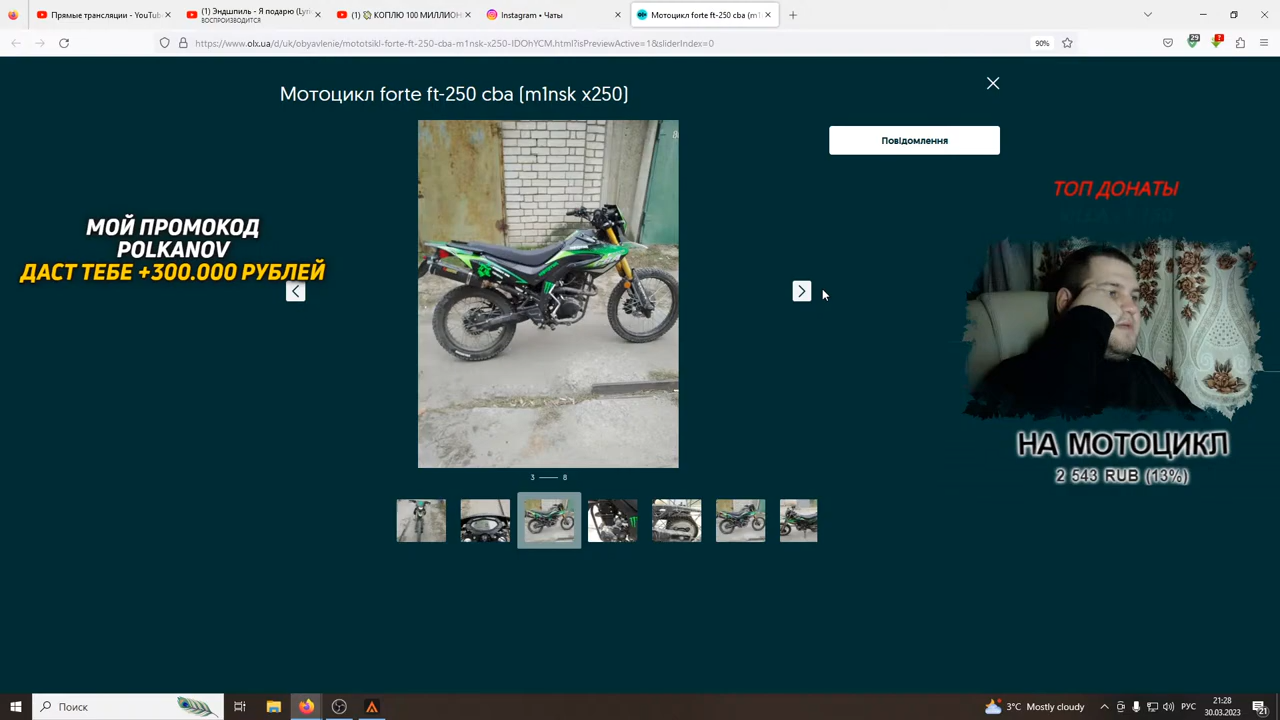 Прямые трансляции - YouTub
Эндшпиль - Я подарю (Lyri
ВОСПРОИЗВОДИТСЯ
(1) 💥 КОПЛЮ 100 МИЛЛИОН
Instagram • Чаты
Мотоцикл forte ft-250 cba (m1
https://www.olx.ua/d/uk/obyavlenie/mototsikl-forte-ft-250-cba-m1nsk-x250-IDOhYCM.html?isPreviewActive=1&sliderIndex=0
90%
29
?
Мотоцикл forte ft-250 cba (m1nsk x250)
Повідомлення
ТОП ДОНАТЫ
МОЙ ПРОМОКОД
POLKANOV
ДАСТ ТЕБЕ +300.000 РУБЛЕЙ
НА МОТОЦИКЛ
2 543 RUB (13%)
3 8
Поиск
3°C Mostly cloudy
РУС
21:28
30.03.2023